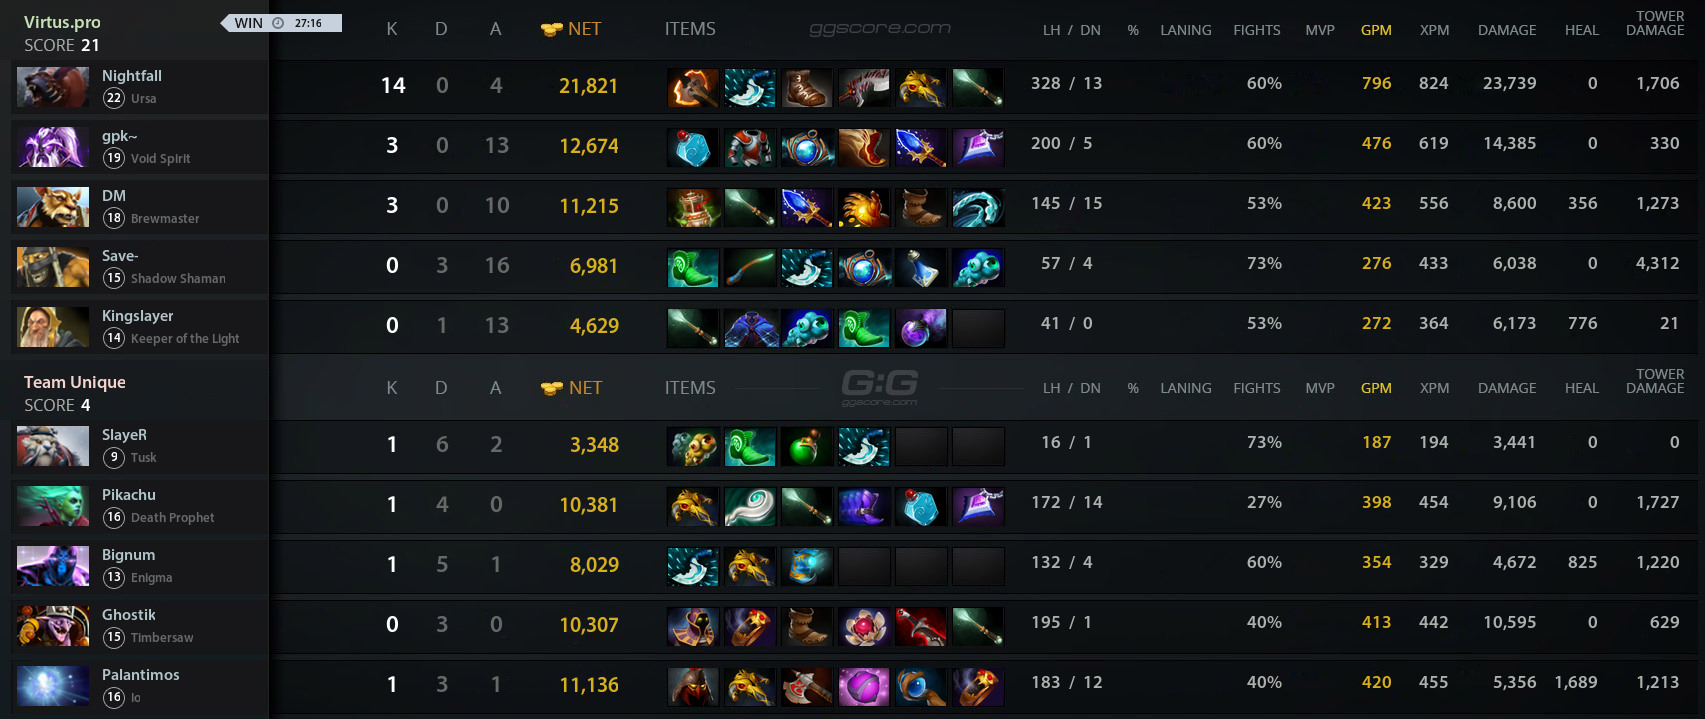 Virtus.pro WIN 27:16 K D A NET ITEMS ggscore.com LH / DN % LANING FIGHTS MVP GPM XPM DAMAGE HEAL TOWER DAMAGE
SCORE 21
Nightfall 14 0 4 21,821 328 / 13 60% 796 824 23,739 0 1,706
22 Ursa
gpk~ 3 0 13 12,674 200 / 5 60% 476 619 14,385 0 330
19 Void Spirit
DM 3 0 10 11,215 145 / 15 53% 423 556 8,600 356 1,273
18 Brewmaster
Save- 0 3 16 6,981 57 / 4 73% 276 433 6,038 0 4,312
15 Shadow Shaman
Kingslayer 0 1 13 4,629 41 / 0 53% 272 364 6,173 776 21
14 Keeper of the Light
Team Unique K D A NET ITEMS G:G ggscore.com LH / DN % LANING FIGHTS MVP GPM XPM DAMAGE HEAL TOWER DAMAGE
SCORE 4
SlayeR 1 6 2 3,348 16 / 1 73% 187 194 3,441 0 0
9 Tusk
Pikachu 1 4 0 10,381 172 / 14 27% 398 454 9,106 0 1,727
16 Death Prophet
Bignum 1 5 1 8,029 132 / 4 60% 354 329 4,672 825 1,220
13 Enigma
Ghostik 0 3 0 10,307 195 / 1 40% 413 442 10,595 0 629
15 Timbersaw
Palantimos 1 3 1 11,136 183 / 12 40% 420 455 5,356 1,689 1,213
16 Io